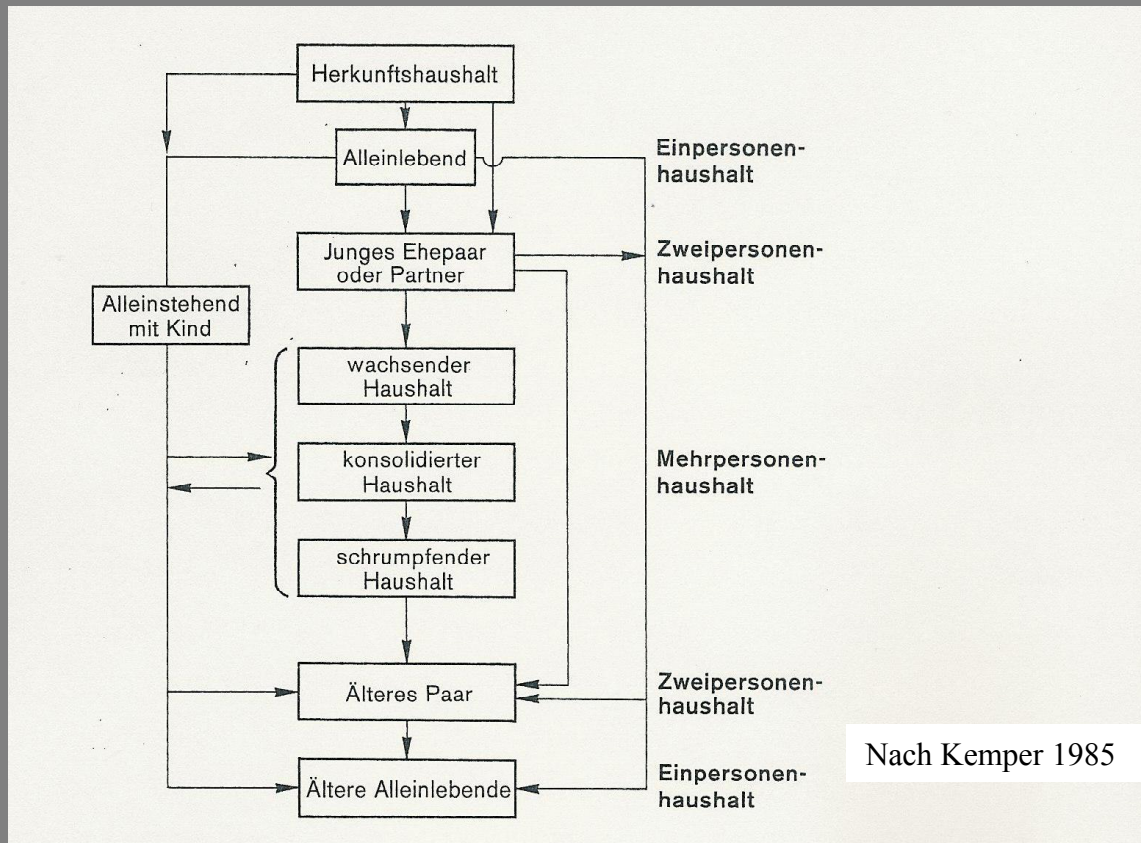 Herkunftshaushalt
Alleinlebend
Einpersonen-
haushalt
Junges Ehepaar
oder Partner
Zweipersonen-
haushalt
Alleinstehend
mit Kind
wachsender
Haushalt
konsolidierter
Haushalt
Mehrpersonen-
haushalt
schrumpfender
Haushalt
Älteres Paar
Zweipersonen-
haushalt
Nach Kemper 1985
Ältere Alleinlebende
Einpersonen-
haushalt